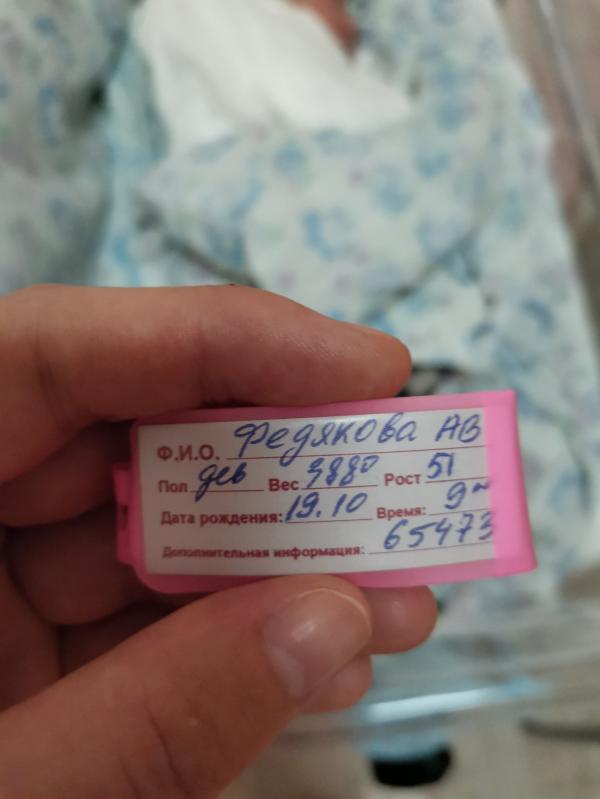 Ф.И.О. Федякова АВ
Пол дев Вес 3880 Рост 51
Дата рождения: 19.10 Время: 9
Дополнительная информация: 65473